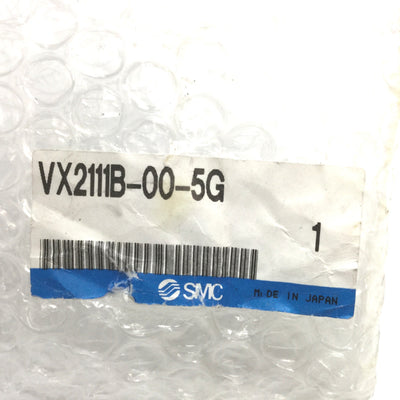 VX2111B-00-5G
1
SMC
MADE IN JAPAN